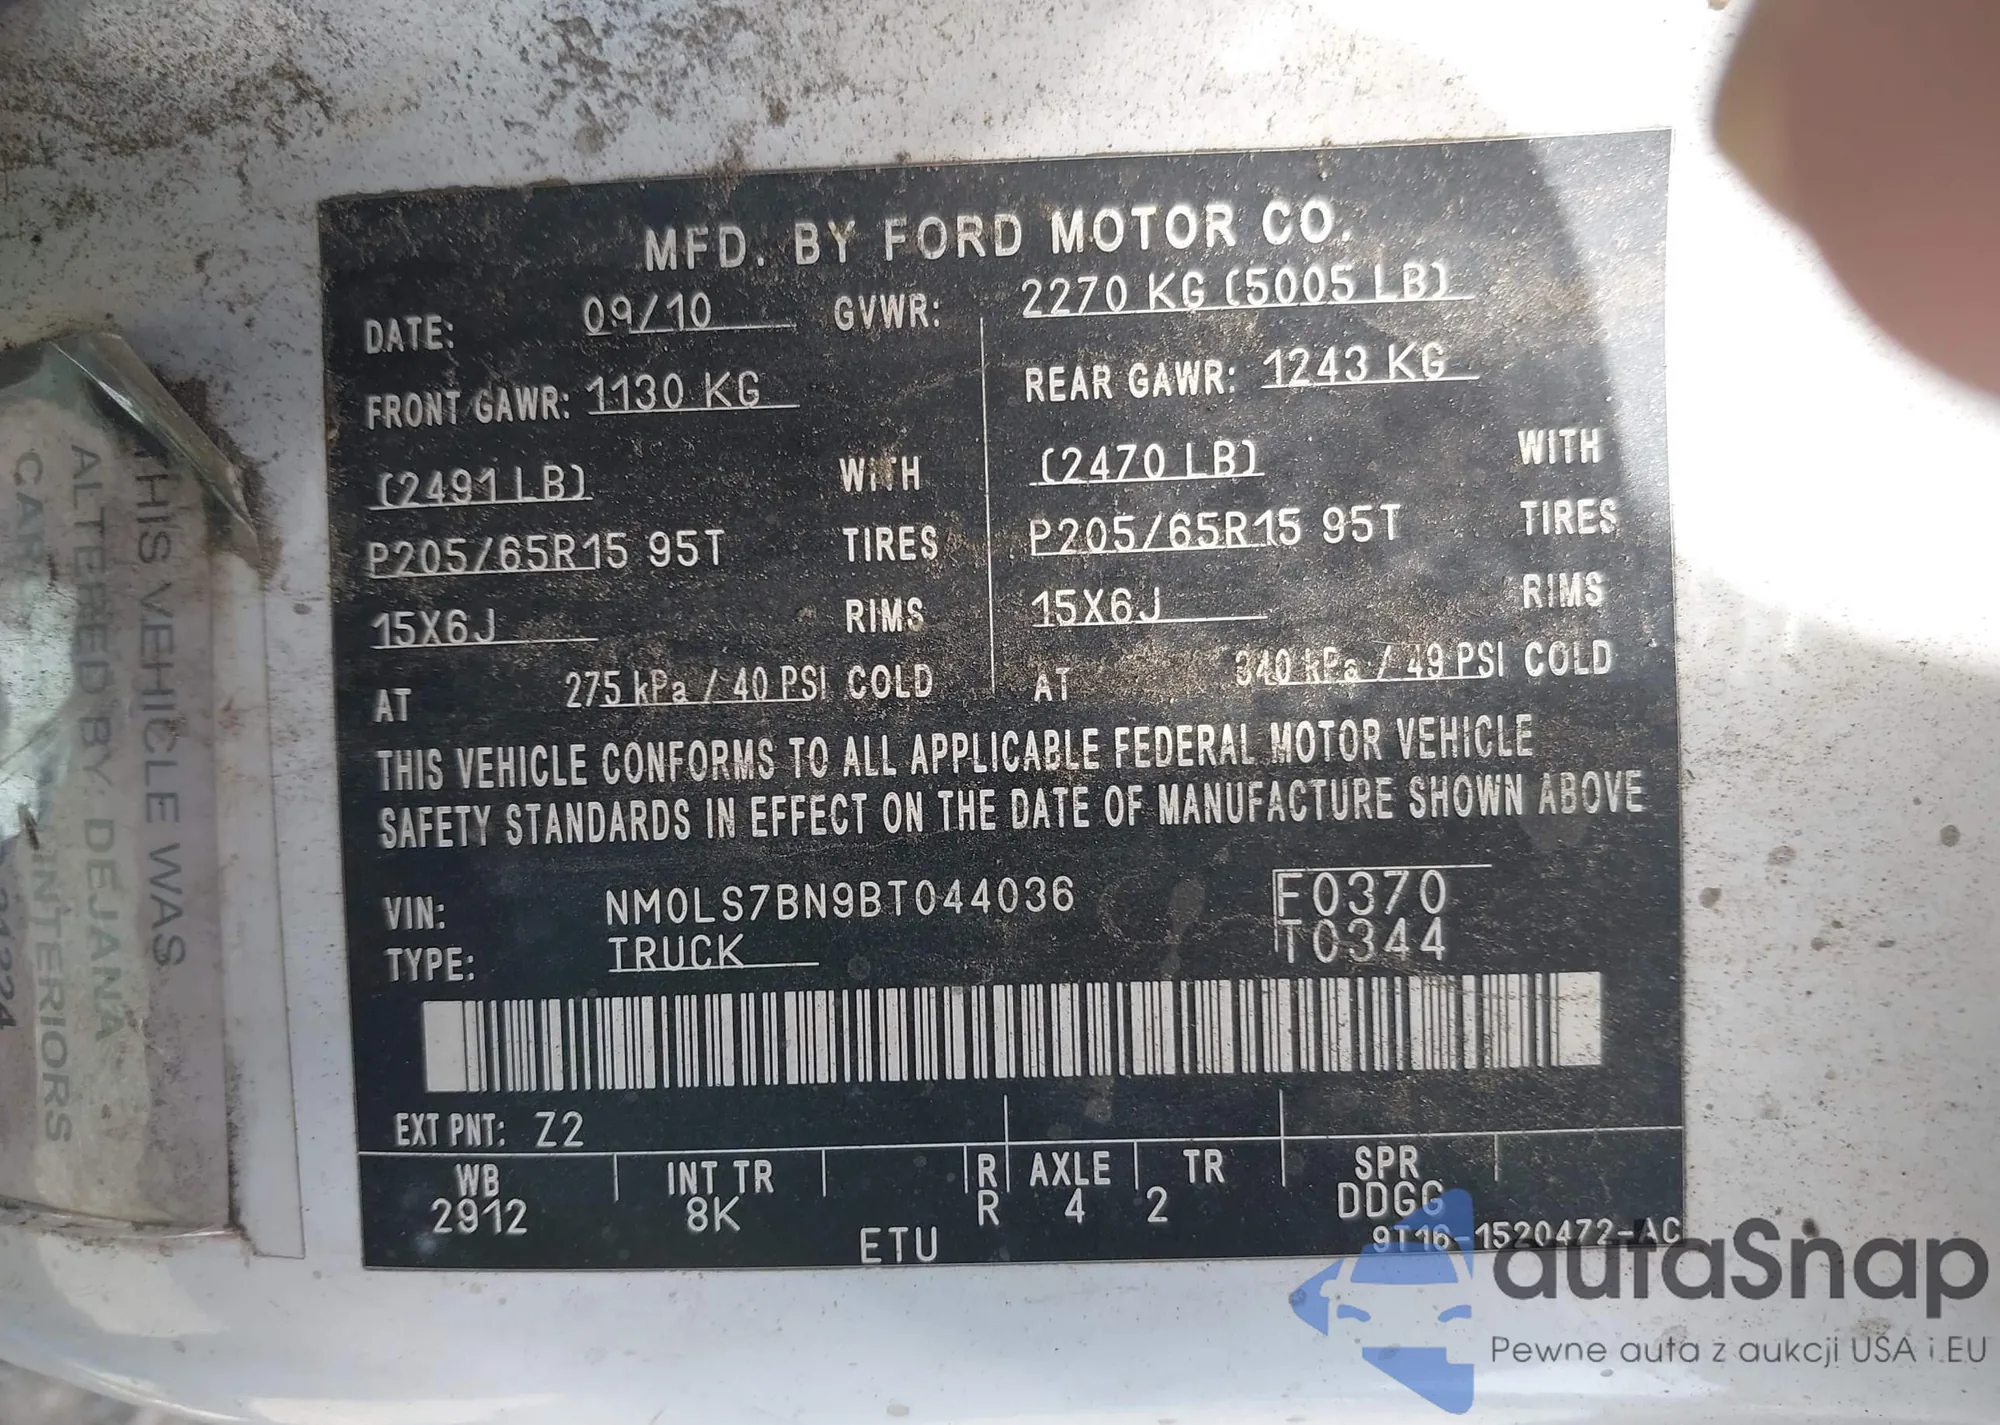 MFD. BY FORD MOTOR CO.
DATE: 09/10 GVWR: 2270 KG (5005 LB)
FRONT GAWR: 1130 KG REAR GAWR: 1243 KG
(2491 LB) WITH (2470 LB) WITH
P205/65R15 95T TIRES P205/65R15 95T TIRES
15X6J RIMS 15X6J RIMS
AT 275 kPa / 40 PSI COLD AT 340 kPa / 49 PSI COLD
THIS VEHICLE CONFORMS TO ALL APPLICABLE FEDERAL MOTOR VEHICLE
SAFETY STANDARDS IN EFFECT ON THE DATE OF MANUFACTURE SHOWN ABOVE
VIN: NM0LS7BN9BT044036 F0370
TYPE: TRUCK T0344
EXT PNT: Z2
WB INT TR R AXLE TR SPR
2912 8K R 4 2 DDGG
ETU 9T16-1520472-AC
THIS VEHICLE WAS
ALTERED BY DEJANA
INTERIORS
autaSnap
Pewne auta z aukcji USA i EU